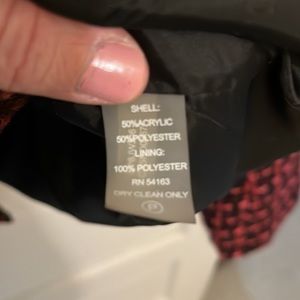 SHELL:
50%ACRYLIC
50%POLYESTER
LINING:
100% POLYESTER
RN 54163
DRY CLEAN ONLY
P